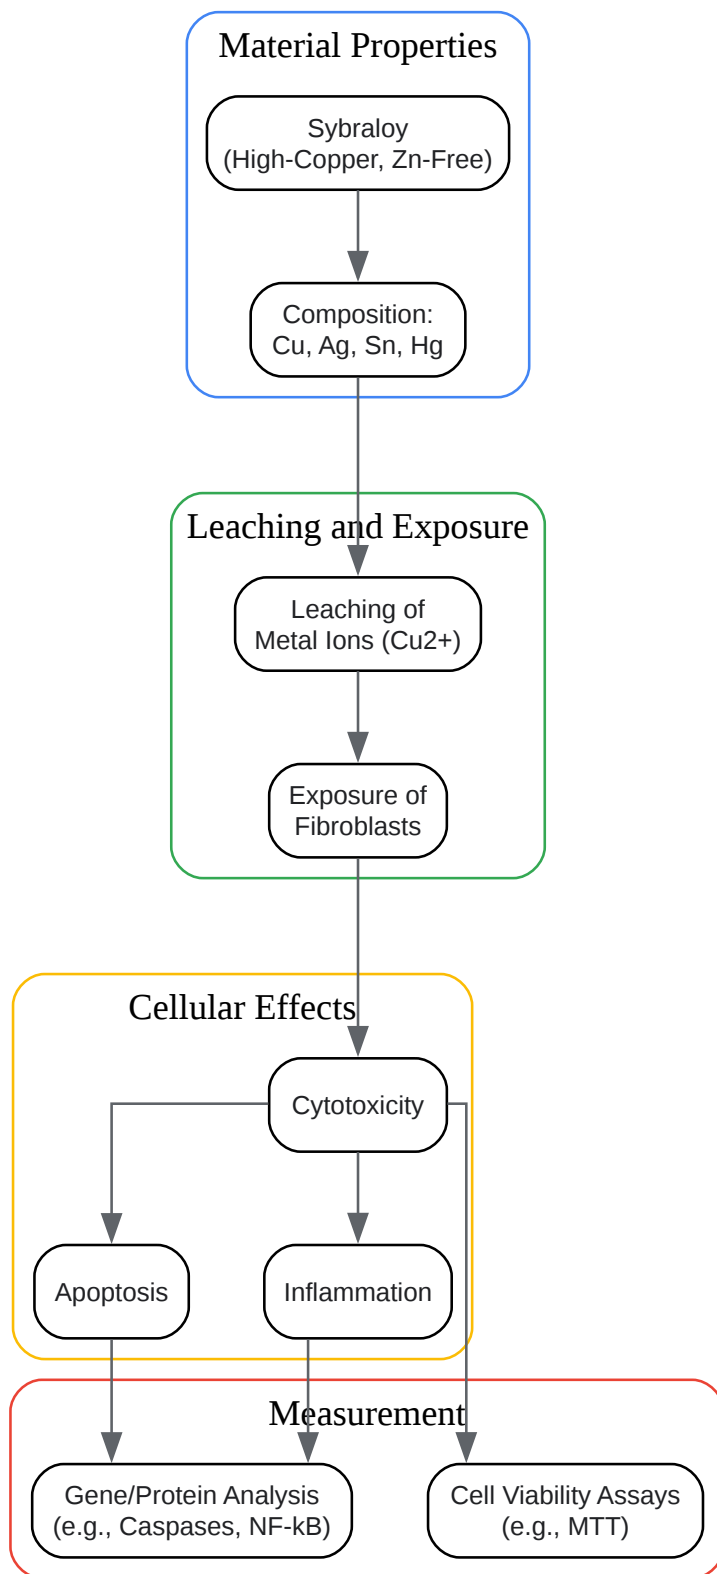 Material Properties
Sybraloy
(High-Copper, Zn-Free)
Composition:
Cu, Ag, Sn, Hg
Leaching and Exposure
Leaching of
Metal Ions (Cu2+)
Exposure of
Fibroblasts
Cellular Effects
Cytotoxicity
Apoptosis
Inflammation
Measurement
Gene/Protein Analysis
(e.g., Caspases, NF-kB)
Cell Viability Assays
(e.g., MTT)